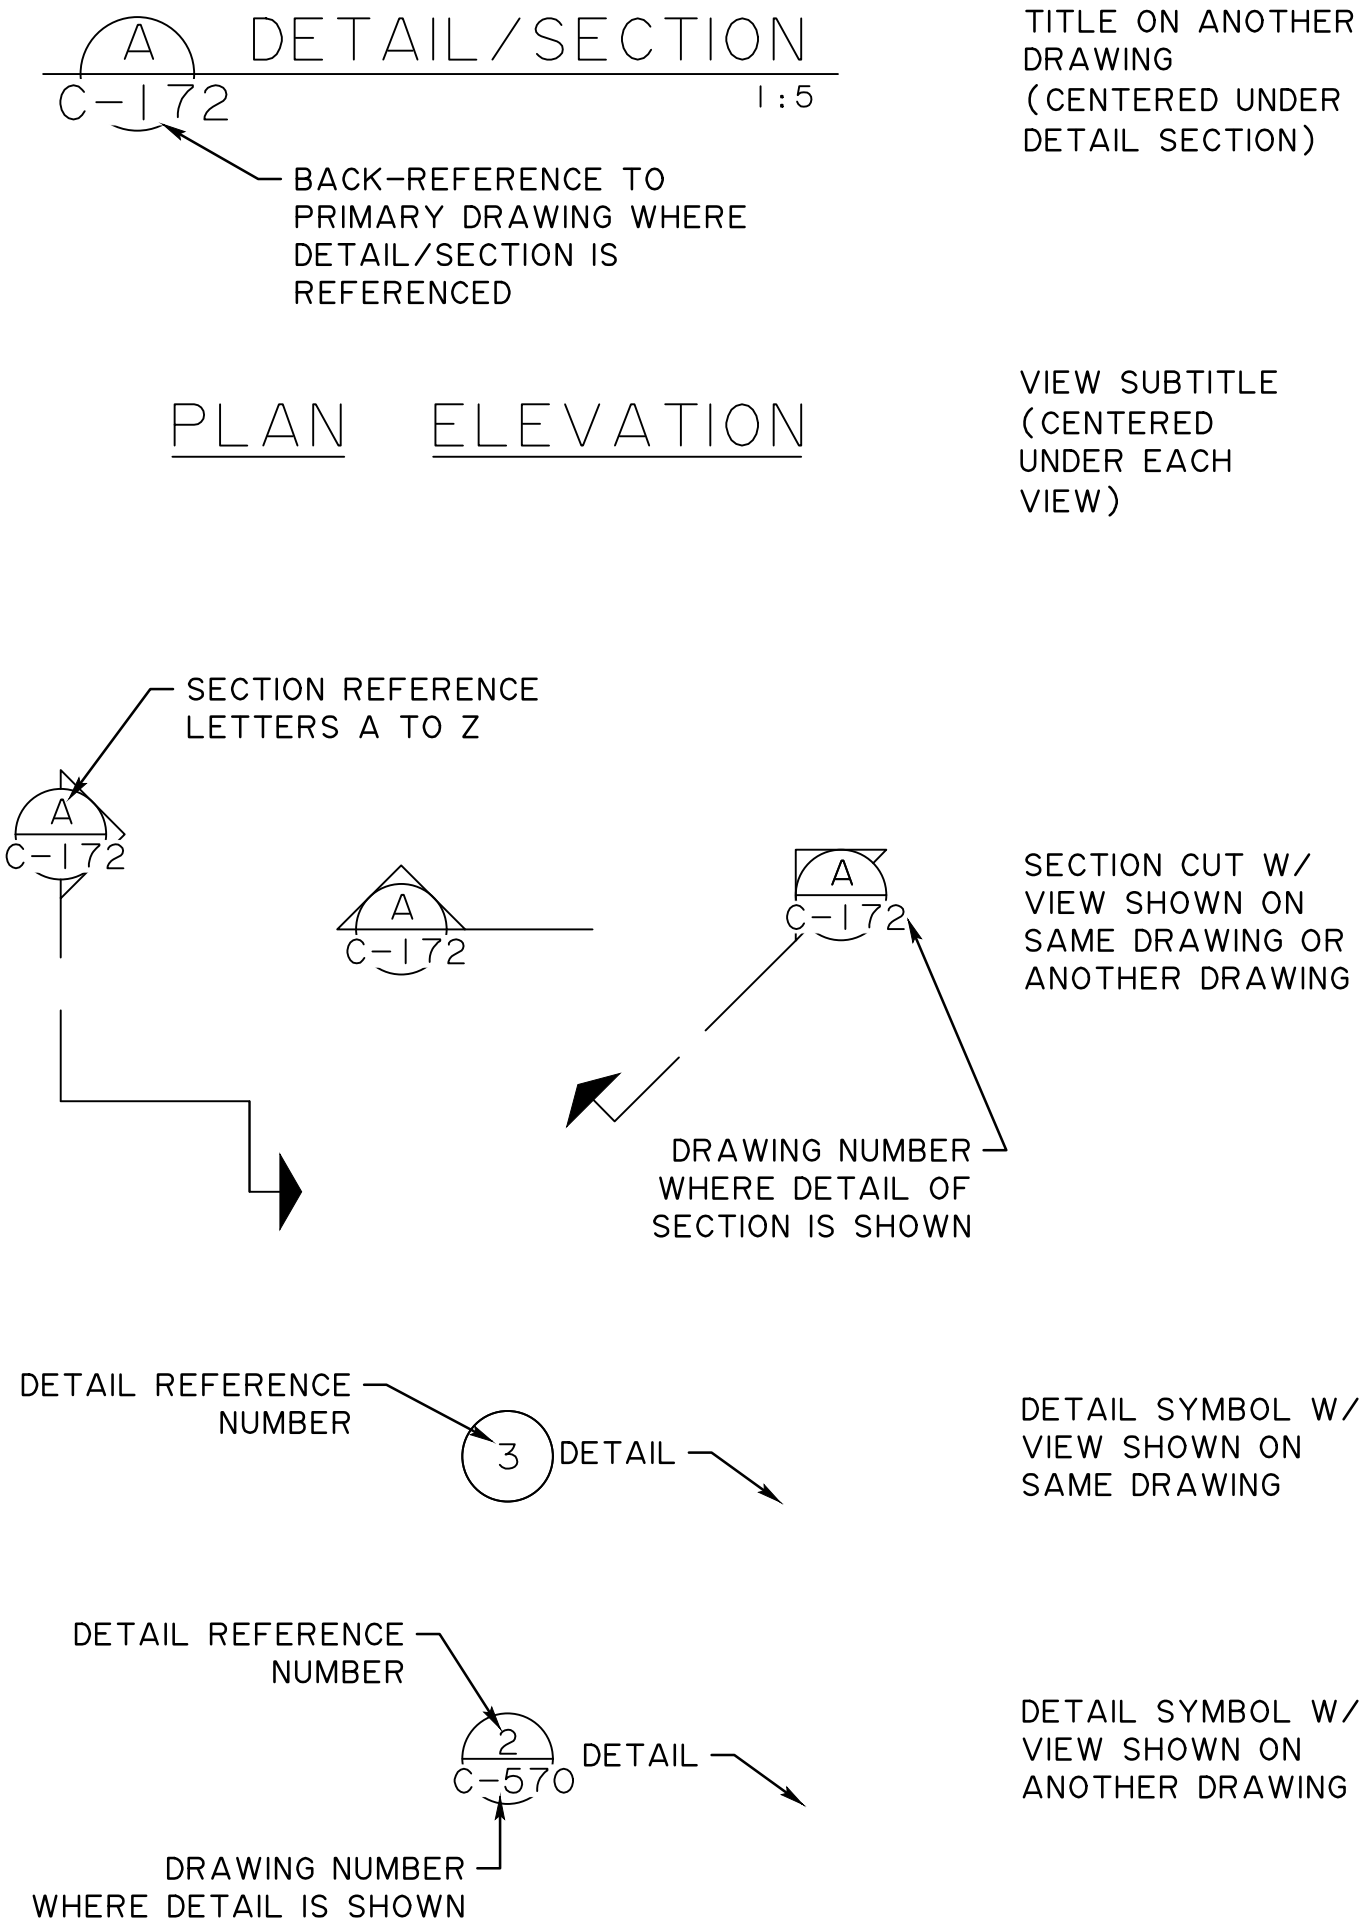 A DETAIL/SECTION
C-172 1:5
TITLE ON ANOTHER
DRAWING
(CENTERED UNDER
DETAIL SECTION)
BACK-REFERENCE TO
PRIMARY DRAWING WHERE
DETAIL/SECTION IS
REFERENCED
PLAN ELEVATION
VIEW SUBTITLE
(CENTERED
UNDER EACH
VIEW)
SECTION REFERENCE
LETTERS A TO Z
A
C-172
A
C-172
A
C-172
SECTION CUT W/
VIEW SHOWN ON
SAME DRAWING OR
ANOTHER DRAWING
DRAWING NUMBER
WHERE DETAIL OF
SECTION IS SHOWN
DETAIL REFERENCE
NUMBER
3 DETAIL
DETAIL SYMBOL W/
VIEW SHOWN ON
SAME DRAWING
DETAIL REFERENCE
NUMBER
2
C-570
DETAIL
DETAIL SYMBOL W/
VIEW SHOWN ON
ANOTHER DRAWING
DRAWING NUMBER
WHERE DETAIL IS SHOWN